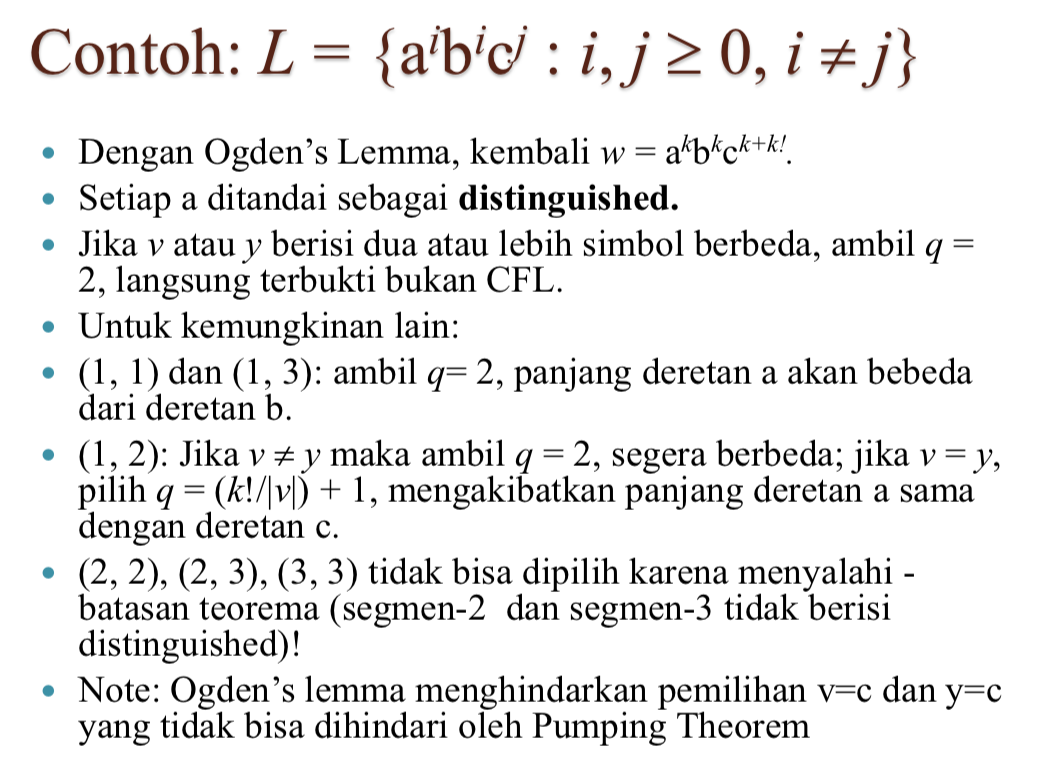 Contoh: L = {aⁱbⁱcʲ : i, j ≥ 0, i ≠ j}
• Dengan Ogden’s Lemma, kembali w = aᵏbᵏcᵏ⁺ᵏ!.
• Setiap a ditandai sebagai distinguished.
• Jika v atau y berisi dua atau lebih simbol berbeda, ambil q =
2, langsung terbukti bukan CFL.
• Untuk kemungkinan lain:
• (1, 1) dan (1, 3): ambil q= 2, panjang deretan a akan bebeda
dari deretan b.
• (1, 2): Jika v ≠ y maka ambil q = 2, segera berbeda; jika v = y,
pilih q = (k!/|v|) + 1, mengakibatkan panjang deretan a sama
dengan deretan c.
• (2, 2), (2, 3), (3, 3) tidak bisa dipilih karena menyalahi -
batasan teorema (segmen-2 dan segmen-3 tidak berisi
distinguished)!
• Note: Ogden’s lemma menghindarkan pemilihan v=c dan y=c
yang tidak bisa dihindari oleh Pumping Theorem